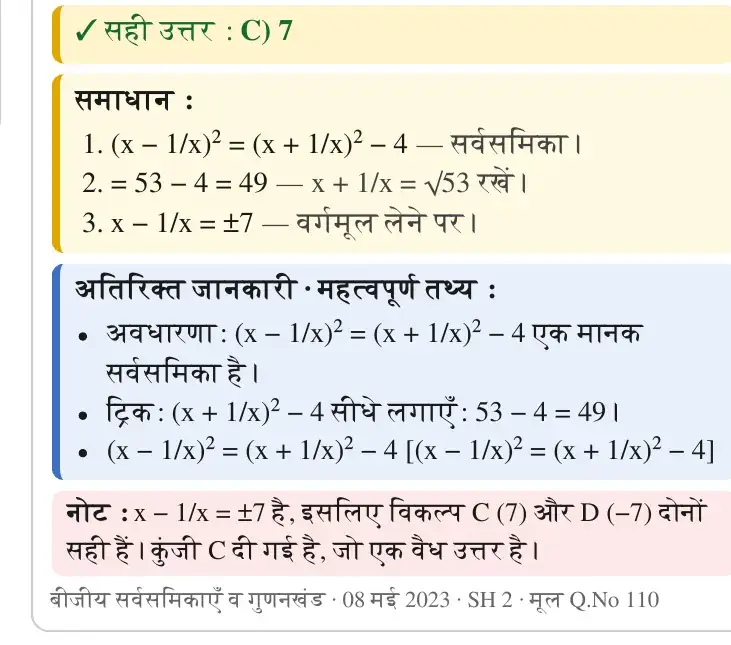 ✓ सही उत्तर : C) 7
समाधान :
1. (x − 1/x)² = (x + 1/x)² − 4 — सर्वसमिका।
2. = 53 − 4 = 49 — x + 1/x = √53 रखें।
3. x − 1/x = ±7 — वर्गमूल लेने पर।
अतिरिक्त जानकारी · महत्वपूर्ण तथ्य :
• अवधारणा : (x − 1/x)² = (x + 1/x)² − 4 एक मानक
सर्वसमिका है।
• ट्रिक : (x + 1/x)² − 4 सीधे लगाएँ : 53 − 4 = 49।
• (x − 1/x)² = (x + 1/x)² − 4 [(x − 1/x)² = (x + 1/x)² − 4]
नोट : x − 1/x = ±7 है, इसलिए विकल्प C (7) और D (−7) दोनों
सही हैं। कुंजी C दी गई है, जो एक वैध उत्तर है।
बीजीय सर्वसमिकाएँ व गुणनखंड · 08 मई 2023 · SH 2 · मूल Q.No 110